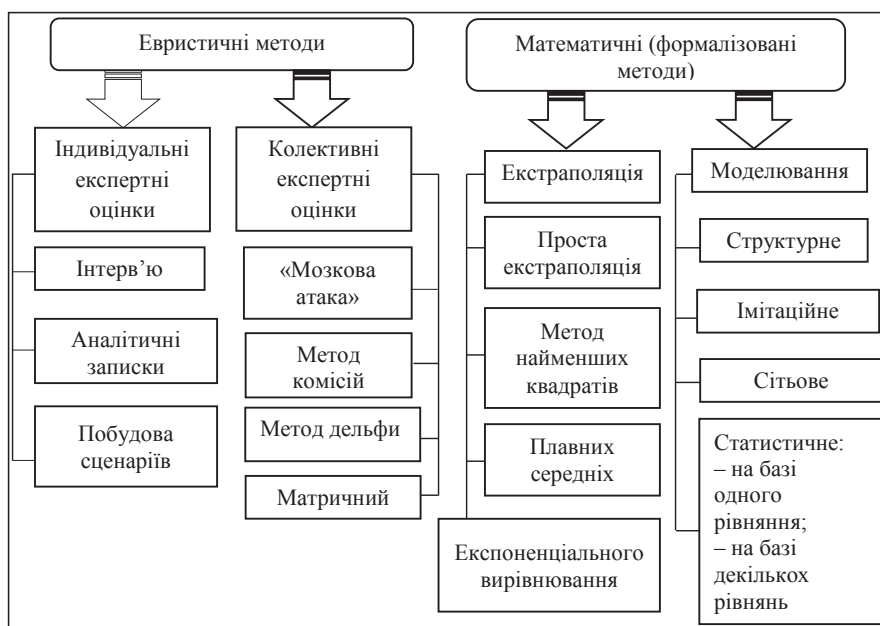 Евристичні методи
Математичні (формалізовані
методи)
Індивідуальні
експертні
оцінки
Інтерв’ю
Аналітичні
записки
Побудова
сценаріїв
Колективні
експертні
оцінки
«Мозкова
атака»
Метод
комісій
Метод дельфи
Матричний
Екстраполяція
Проста
екстраполяція
Метод
найменших
квадратів
Плавних
середніх
Експоненціального
вирівнювання
Моделювання
Структурне
Імітаційне
Сітьове
Статистичне:
– на базі
одного
рівняння;
– на базі
декількох
рівнянь